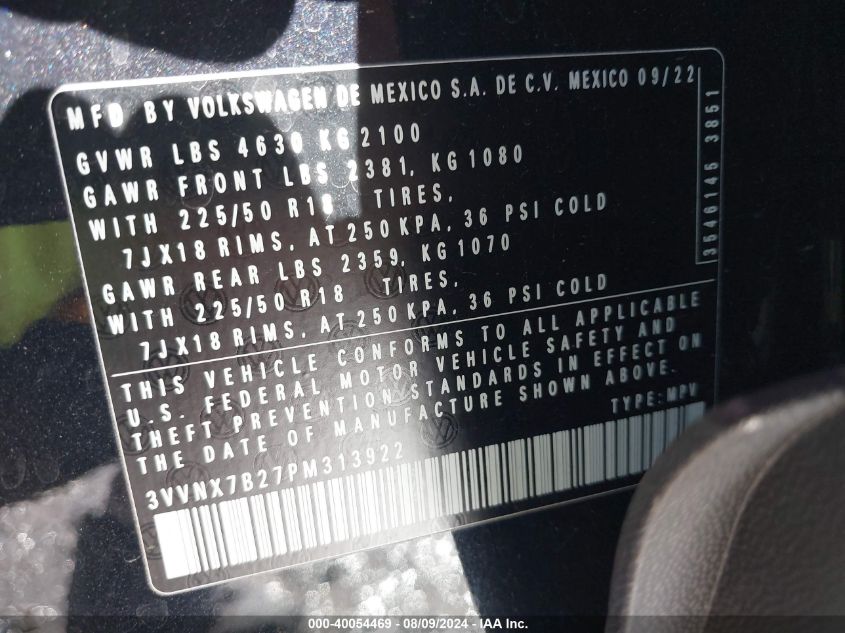 MFD BY VOLKSWAGEN DE MEXICO S.A. DE C.V. MEXICO 09/22
GVWR LBS 4630 KG 2100
GAWR FRONT LBS 2381, KG 1080
WITH 225/50 R18 TIRES,
7JX18 RIMS, AT 250 KPA, 36 PSI COLD
GAWR REAR LBS 2359, KG 1070
WITH 225/50 R18 TIRES,
7JX18 RIMS, AT 250 KPA, 36 PSI COLD
3546145 3851
THIS VEHICLE CONFORMS TO ALL APPLICABLE
U.S. FEDERAL MOTOR VEHICLE SAFETY AND
THEFT PREVENTION STANDARDS IN EFFECT ON
THE DATE OF MANUFACTURE SHOWN ABOVE.
TYPE:MPV
3VVNX7B27PM313922
000-40054469 - 08/09/2024 - IAA Inc.